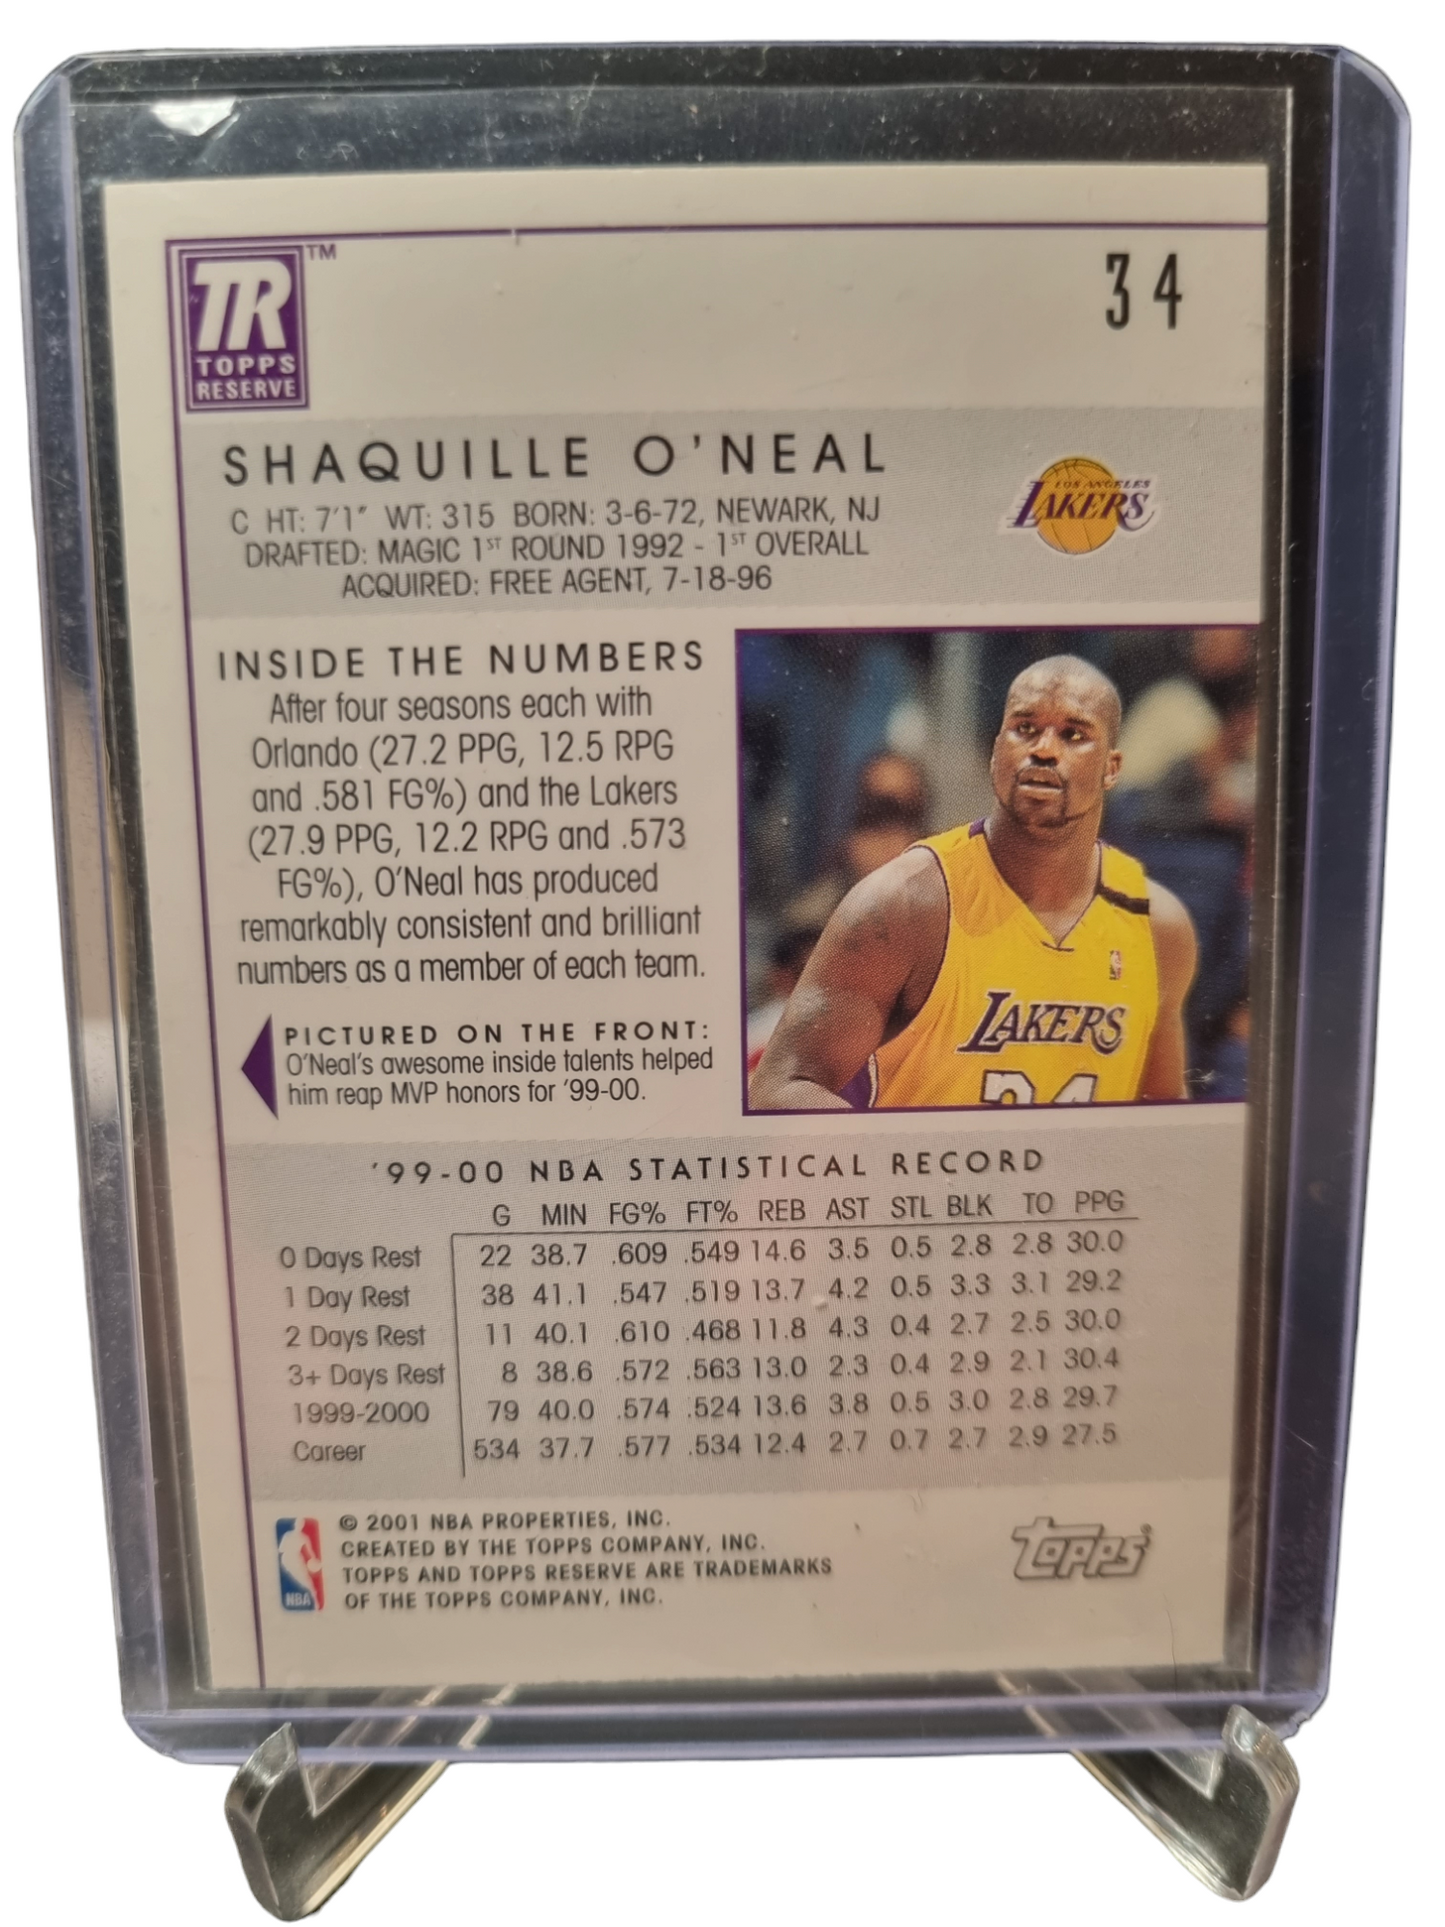 TR™
TOPPS
RESERVE
34
SHAQUILLE O'NEAL
C HT: 7'1" WT: 315 BORN: 3-6-72, NEWARK, NJ
DRAFTED: MAGIC 1ST ROUND 1992 - 1ST OVERALL
ACQUIRED: FREE AGENT, 7-18-96
LOS ANGELES
LAKERS
INSIDE THE NUMBERS
After four seasons each with
Orlando (27.2 PPG, 12.5 RPG
and .581 FG%) and the Lakers
(27.9 PPG, 12.2 RPG and .573
FG%), O'Neal has produced
remarkably consistent and brilliant
numbers as a member of each team.
PICTURED ON THE FRONT:
O'Neal's awesome inside talents helped
him reap MVP honors for '99-00.
LAKERS
34
'99-00 NBA STATISTICAL RECORD
G MIN FG% FT% REB AST STL BLK TO PPG
0 Days Rest 22 38.7 .609 .549 14.6 3.5 0.5 2.8 2.8 30.0
1 Day Rest 38 41.1 .547 .519 13.7 4.2 0.5 3.3 3.1 29.2
2 Days Rest 11 40.1 .610 .468 11.8 4.3 0.4 2.7 2.5 30.0
3+ Days Rest 8 38.6 .572 .563 13.0 2.3 0.4 2.9 2.1 30.4
1999-2000 79 40.0 .574 .524 13.6 3.8 0.5 3.0 2.8 29.7
Career 534 37.7 .577 .534 12.4 2.7 0.7 2.7 2.9 27.5
NBA
© 2001 NBA PROPERTIES, INC.
CREATED BY THE TOPPS COMPANY, INC.
TOPPS AND TOPPS RESERVE ARE TRADEMARKS
OF THE TOPPS COMPANY, INC.
topps®